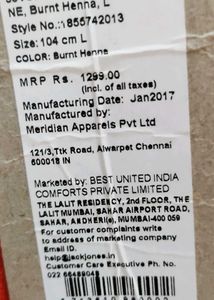 NE, Burnt Henna, L
Style No.:1855742013
Size: 104 cm L
COLOR: Burnt Henna
MRP Rs. 1299.00
(Incl. of all taxes)
Manufacturing Date: Jan2017
Manufactured by:
Meridian Apparels Pvt Ltd
121/3,Ttk Road, Alwarpet Chennai
600018 IN
Marketed by: BEST UNITED INDIA
COMFORTS PRIVATE LIMITED
THE LALIT RESIDENCY, 2nd FLOOR, THE
LALIT MUMBAI, SAHAR AIRPORT ROAD,
SAHAR, ANDHERI(E), MUMBAI-400 059
For customer complaints write
to address of marketing company
Email ID.
help@jackjones.in
Customer Care Executive Ph. No.